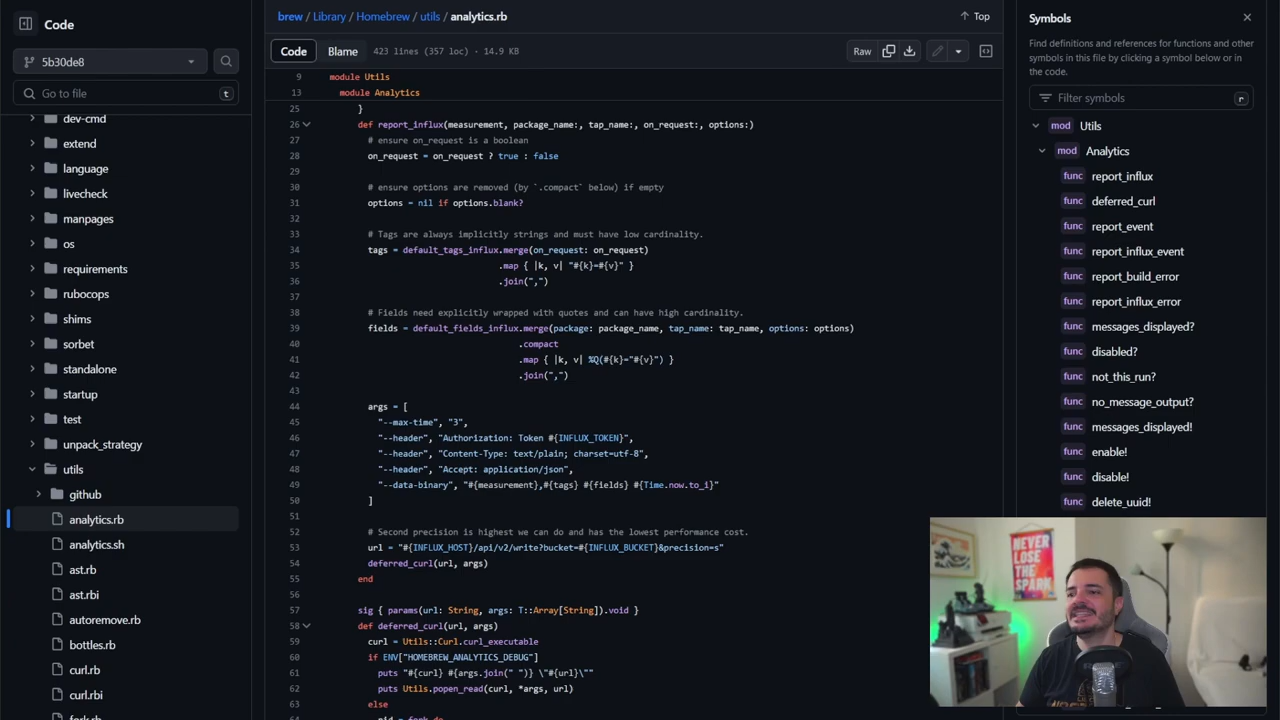 Code
5b30de8
Go to file
t
dev-cmd
extend
language
livecheck
manpages
os
requirements
rubocops
shims
sorbet
standalone
startup
test
unpack_strategy
utils
github
analytics.rb
analytics.sh
ast.rb
ast.rbi
autoremove.rb
bottles.rb
curl.rb
curl.rbi
brew / Library / Homebrew / utils / analytics.rb
Top
Code Blame 423 lines (357 loc) · 14.9 KB
Raw
9 module Utils
13 module Analytics
25 }
26 def report_influx(measurement, package_name:, tap_name:, on_request:, options:)
27 # ensure on_request is a boolean
28 on_request = on_request ? true : false
29
30 # ensure options are removed (by `.compact` below) if empty
31 options = nil if options.blank?
32
33 # Tags are always implicitly strings and must have low cardinality.
34 tags = default_tags_influx.merge(on_request: on_request)
35 .map { |k, v| "#{k}=#{v}" }
36 .join(",")
37
38 # Fields need explicitly wrapped with quotes and can have high cardinality.
39 fields = default_fields_influx.merge(package: package_name, tap_name: tap_name, options: options)
40 .compact
41 .map { |k, v| %Q(#{k}="#{v}") }
42 .join(",")
43
44 args = [
45 "--max-time", "3",
46 "--header", "Authorization: Token #{INFLUX_TOKEN}",
47 "--header", "Content-Type: text/plain; charset=utf-8",
48 "--header", "Accept: application/json",
49 "--data-binary", "#{measurement},#{tags} #{fields} #{Time.now.to_i}"
50 ]
51
52 # Second precision is highest we can do and has the lowest performance cost.
53 url = "#{INFLUX_HOST}/api/v2/write?bucket=#{INFLUX_BUCKET}&precision=s"
54 deferred_curl(url, args)
55 end
56
57 sig { params(url: String, args: T::Array[String]).void }
58 def deferred_curl(url, args)
59 curl = Utils::Curl.curl_executable
60 if ENV["HOMEBREW_ANALYTICS_DEBUG"]
61 puts "#{curl} #{args.join(" ")} \"#{url}\""
62 puts Utils.popen_read(curl, *args, url)
63 else
Symbols
Find definitions and references for functions and other
symbols in this file by clicking a symbol below or in
the code.
Filter symbols
r
mod Utils
mod Analytics
func report_influx
func deferred_curl
func report_event
func report_influx_event
func report_build_error
func report_influx_error
func messages_displayed?
func disabled?
func not_this_run?
func no_message_output?
func messages_displayed!
func enable!
func disable!
func delete_uuid!
NEVER
LOSE
THE
SPARK